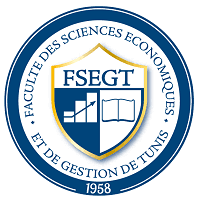 FACULTE DES SCIENCES ECONOMIQUES
FSEGT
ET DE GESTION DE TUNIS
1958